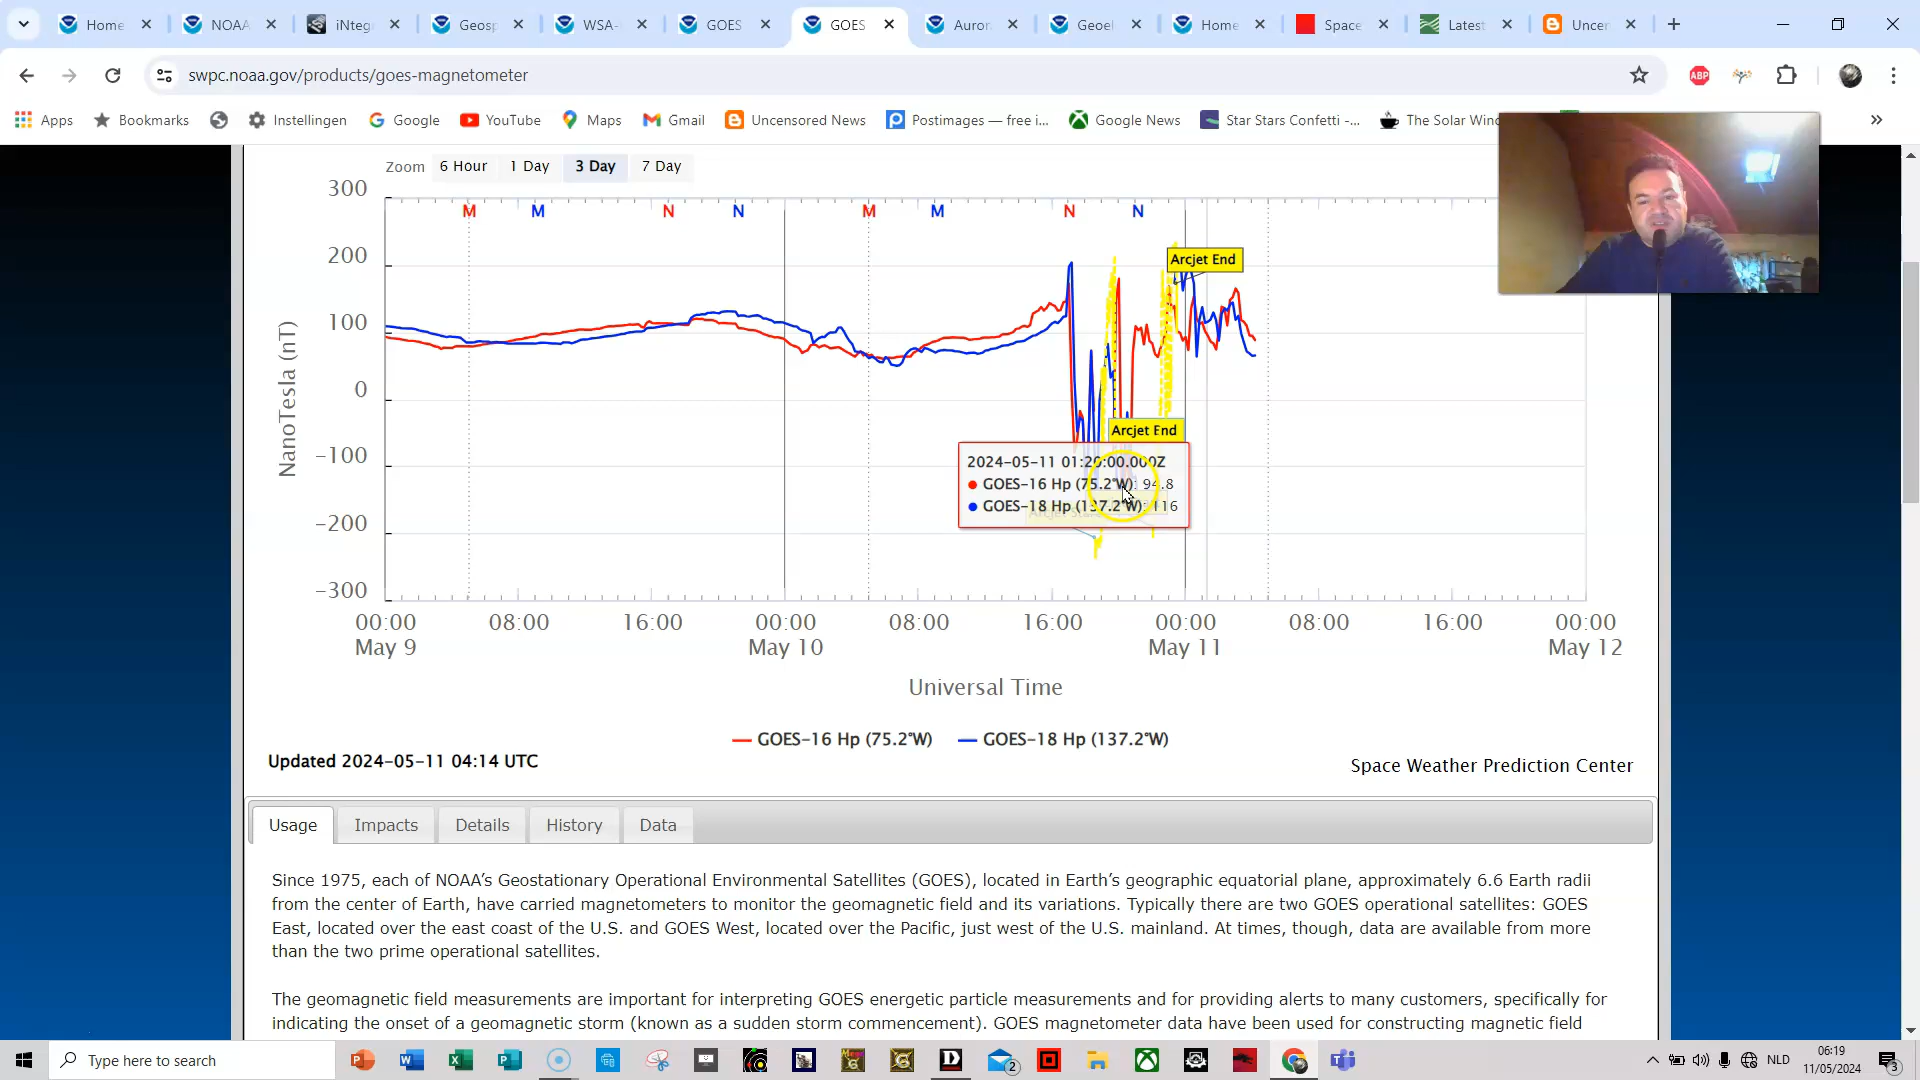 Home
NOAA
iNteg
Geosp
WSA-
GOES
GOES
Auror
Geoel
Home
Space
Latest
Uncen
swpc.noaa.gov/products/goes-magnetometer
ABP
Apps
Bookmarks
Instellingen
Google
YouTube
Maps
Gmail
Uncensored News
Postimages — free i...
Google News
Star Stars Confetti -...
The Solar Wind
»
Zoom 6 Hour 1 Day 3 Day 7 Day
300
M M N N M M N N
200
Arcjet End
100
0
NanoTesla (nT)
Arcjet End
-100
2024-05-11 01:20:00.000Z
GOES-16 Hp (75.2°W): 94.8
GOES-18 Hp (137.2°W): 116
-200
-300
00:00 08:00 16:00 00:00 08:00 16:00 00:00 08:00 16:00 00:00
May 9 May 10 May 11 May 12
Universal Time
GOES-16 Hp (75.2°W) GOES-18 Hp (137.2°W)
Updated 2024-05-11 04:14 UTC
Space Weather Prediction Center
Usage Impacts Details History Data
Since 1975, each of NOAA's Geostationary Operational Environmental Satellites (GOES), located in Earth's geographic equatorial plane, approximately 6.6 Earth radii
from the center of Earth, have carried magnetometers to monitor the geomagnetic field and its variations. Typically there are two GOES operational satellites: GOES
East, located over the east coast of the U.S. and GOES West, located over the Pacific, just west of the U.S. mainland. At times, though, data are available from more
than the two prime operational satellites.
The geomagnetic field measurements are important for interpreting GOES energetic particle measurements and for providing alerts to many customers, specifically for
indicating the onset of a geomagnetic storm (known as a sudden storm commencement). GOES magnetometer data have been used for constructing magnetic field
Type here to search
2
NLD
06:19
11/05/2024
3